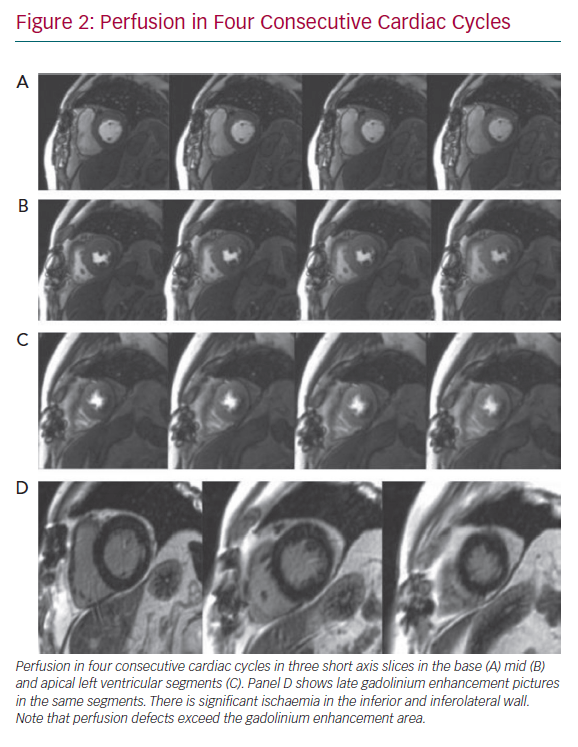 Figure 2: Perfusion in Four Consecutive Cardiac Cycles
A
B
C
D
Perfusion in four consecutive cardiac cycles in three short axis slices in the base (A) mid (B)
and apical left ventricular segments (C). Panel D shows late gadolinium enhancement pictures
in the same segments. There is significant ischaemia in the inferior and inferolateral wall.
Note that perfusion defects exceed the gadolinium enhancement area.